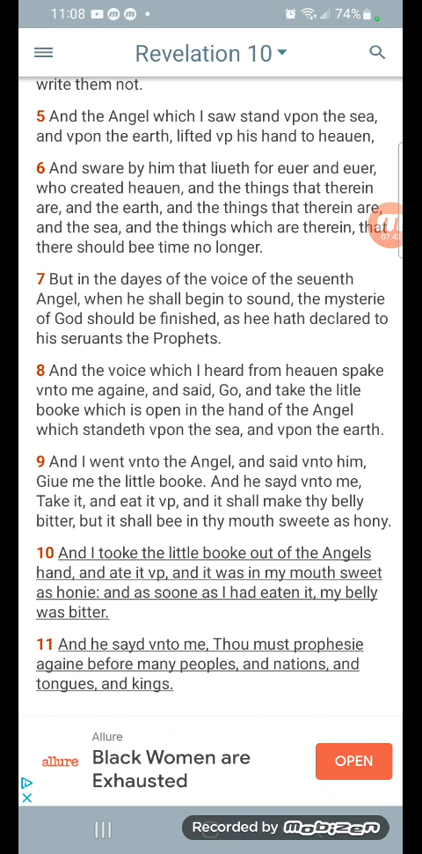 11:08
74%
Revelation 10
write them not.
5 And the Angel which I saw stand vpon the sea,
and vpon the earth, lifted vp his hand to heauen,
6 And sware by him that liueth for euer and euer,
who created heauen, and the things that therein
are, and the earth, and the things that therein are,
and the sea, and the things which are therein, that
there should bee time no longer.
7 But in the dayes of the voice of the seuenth
Angel, when he shall begin to sound, the mysterie
of God should be finished, as hee hath declared to
his seruants the Prophets.
8 And the voice which I heard from heauen spake
vnto me againe, and said, Go, and take the litle
booke which is open in the hand of the Angel
which standeth vpon the sea, and vpon the earth.
9 And I went vnto the Angel, and said vnto him,
Giue me the little booke. And he sayd vnto me,
Take it, and eat it vp, and it shall make thy belly
bitter, but it shall bee in thy mouth sweete as hony.
10 And I tooke the little booke out of the Angels
hand, and ate it vp, and it was in my mouth sweet
as honie: and as soone as I had eaten it, my belly
was bitter.
11 And he sayd vnto me, Thou must prophesie
againe before many peoples, and nations, and
tongues, and kings.
Allure
allure
Black Women are
Exhausted
OPEN
Recorded by mobizen